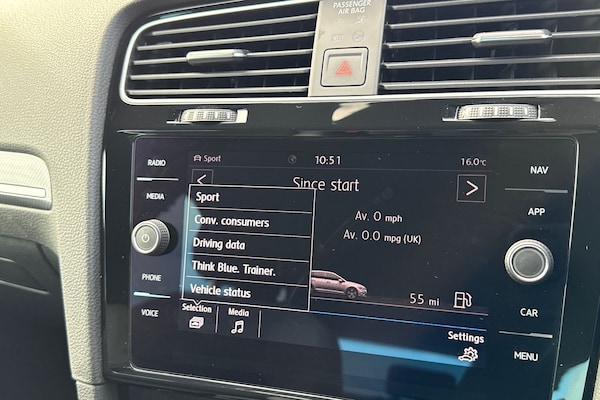 PASSENGER
AIR BAG
RADIO
MEDIA
PHONE
VOICE
Sport
10:51
16.0°C
Since start
Sport
Conv. consumers
Driving data
Think Blue. Trainer.
Vehicle status
Av. 0 mph
Av. 0.0 mpg (UK)
55 mi
Selection
Media
Settings
NAV
APP
CAR
MENU